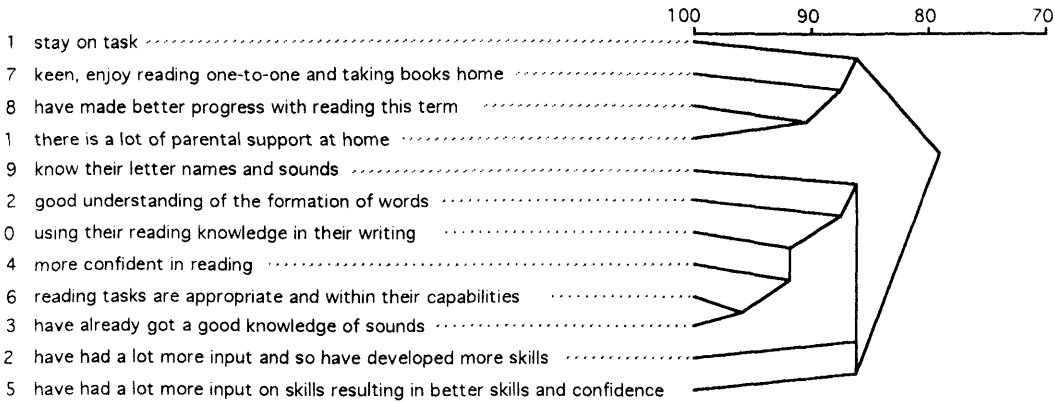 100 90 80 70
1 stay on task
7 keen, enjoy reading one-to-one and taking books home
8 have made better progress with reading this term
1 there is a lot of parental support at home
9 know their letter names and sounds
2 good understanding of the formation of words
0 using their reading knowledge in their writing
4 more confident in reading
6 reading tasks are appropriate and within their capabilities
3 have already got a good knowledge of sounds
2 have had a lot more input and so have developed more skills
5 have had a lot more input on skills resulting in better skills and confidence